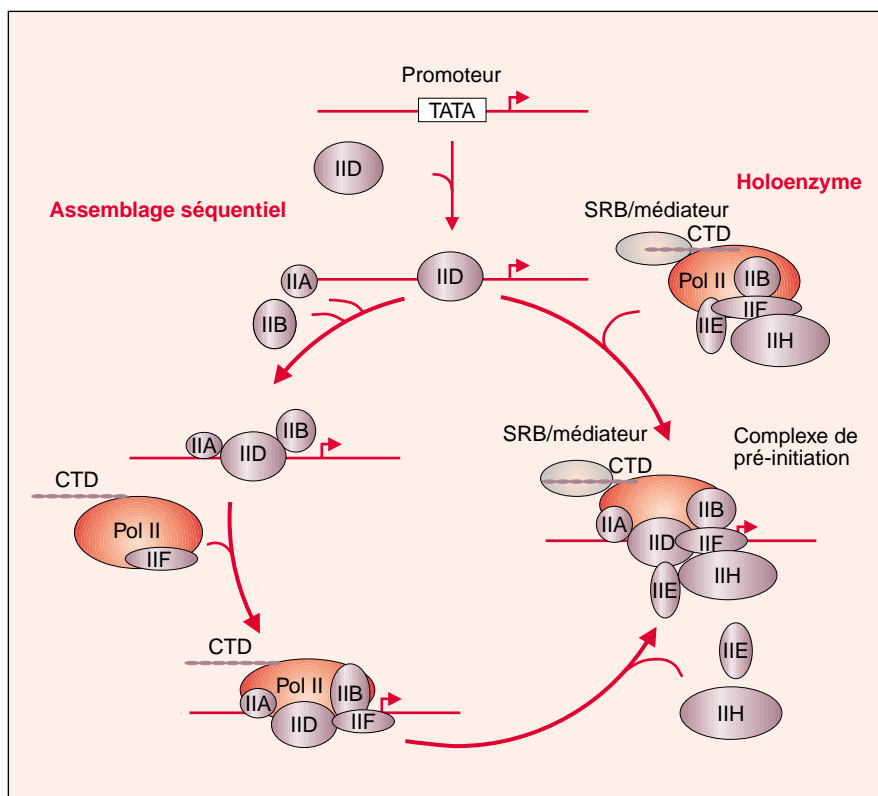 Promoteur
TATA
IID
Assemblage séquentiel
Holoenzyme
SRB/médiateur
CTD
Pol II
IIB
IIF
IIE
IIH
IIA
IID
IIB
IIA
IID
IIB
CTD
Pol II
IIF
SRB/médiateur
Complexe de
pré-initiation
CTD
IIA
IIB
IID
IIF
IIE
IIH
CTD
Pol II
IIA
IIB
IID
IIF
IIE
IIH